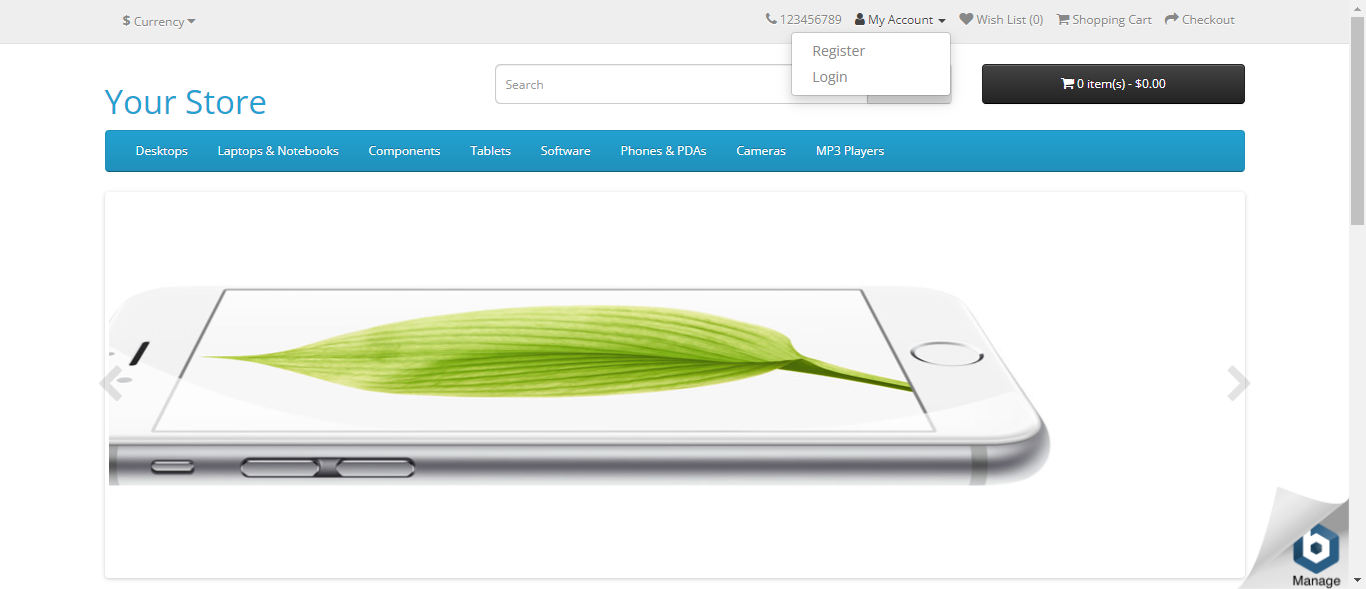 $ Currency
123456789 My Account Wish List (0) Shopping Cart Checkout
Register
Login
Your Store
Search
0 item(s) - $0.00
Desktops Laptops & Notebooks Components Tablets Software Phones & PDAs Cameras MP3 Players
Manage